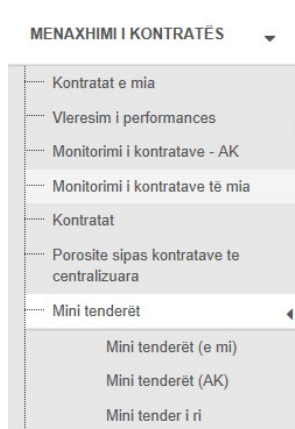 MENAXHIMI I KONTRATËS
Kontratat e mia
Vleresim i performances
Monitorimi i kontratave - AK
Monitorimi i kontratave të mia
Kontratat
Porosite sipas kontratave te
centralizuara
Mini tenderët
Mini tenderët (e mi)
Mini tenderët (AK)
Mini tender i ri